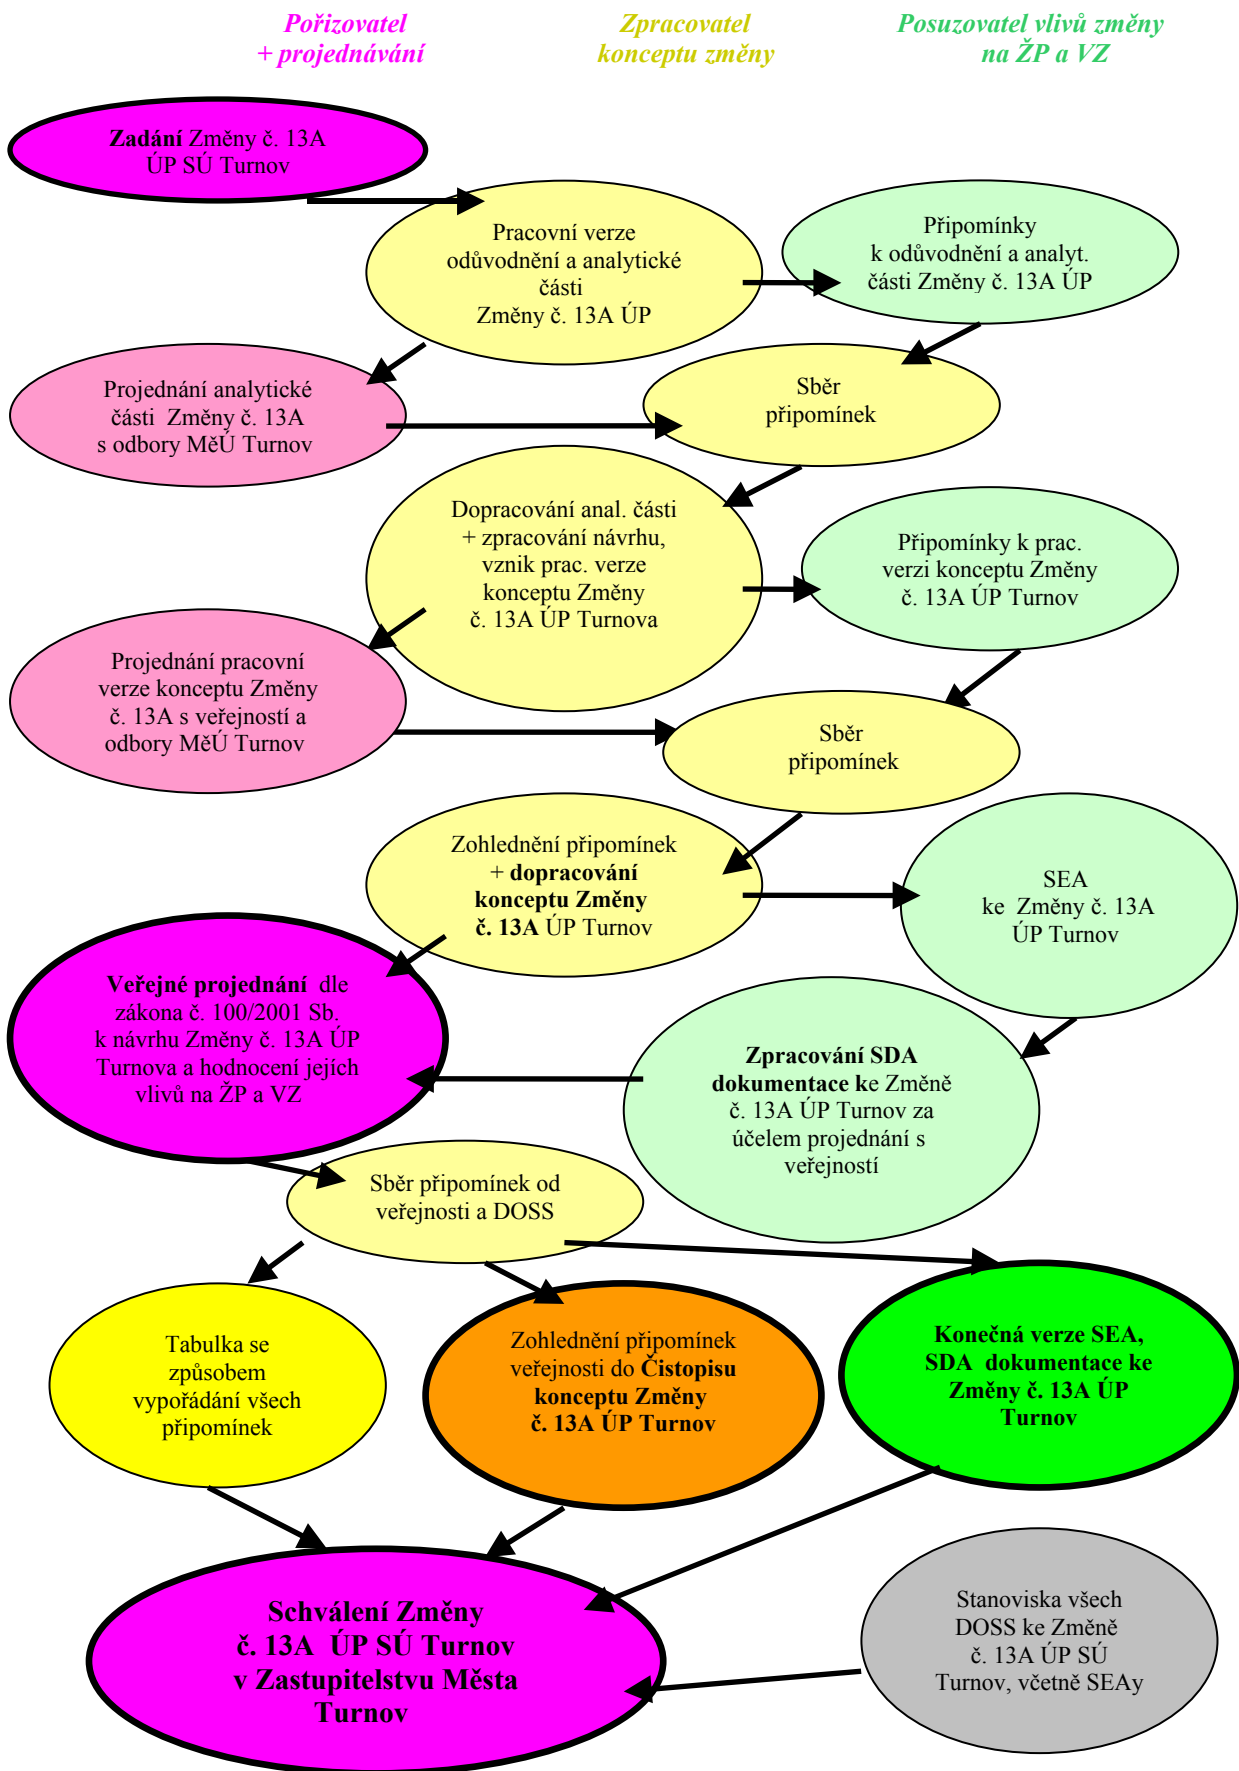 Pořizovatel
+ projednávání
Zpracovatel
konceptu změny
Posuzovatel vlivů změny
na ŽP a VZ
Zadání Změny č. 13A
ÚP SÚ Turnov
Pracovní verze
odůvodnění a analytické
části
Změny č. 13A ÚP
Připomínky
k odůvodnění a analyt.
části Změny č. 13A ÚP
Projednání analytické
části Změny č. 13A
s odbory MěÚ Turnov
Sběr
připomínek
Dopracování anal. části
+ zpracování návrhu,
vznik prac. verze
konceptu Změny
č. 13A ÚP Turnova
Připomínky k prac.
verzi konceptu Změny
č. 13A ÚP Turnov
Projednání pracovní
verze konceptu Změny
č. 13A s veřejností a
odbory MěÚ Turnov
Sběr
připomínek
Zohlednění připomínek
+ dopracování
konceptu Změny
č. 13A ÚP Turnov
SEA
ke Změny č. 13A
ÚP Turnov
Veřejné projednání dle
zákona č. 100/2001 Sb.
k návrhu Změny č. 13A ÚP
Turnova a hodnocení jejích
vlivů na ŽP a VZ
Zpracování SDA
dokumentace ke Změně
č. 13A ÚP Turnov za
účelem projednání s
veřejností
Sběr připomínek od
veřejnosti a DOSS
Tabulka se
způsobem
vypořádání všech
připomínek
Zohlednění připomínek
veřejnosti do Čistopisu
konceptu Změny
č. 13A ÚP Turnov
Konečná verze SEA,
SDA dokumentace ke
Změny č. 13A ÚP
Turnov
Schválení Změny
č. 13A ÚP SÚ Turnov
v Zastupitelstvu Města
Turnov
Stanoviska všech
DOSS ke Změně
č. 13A ÚP SÚ
Turnov, včetně SEAy